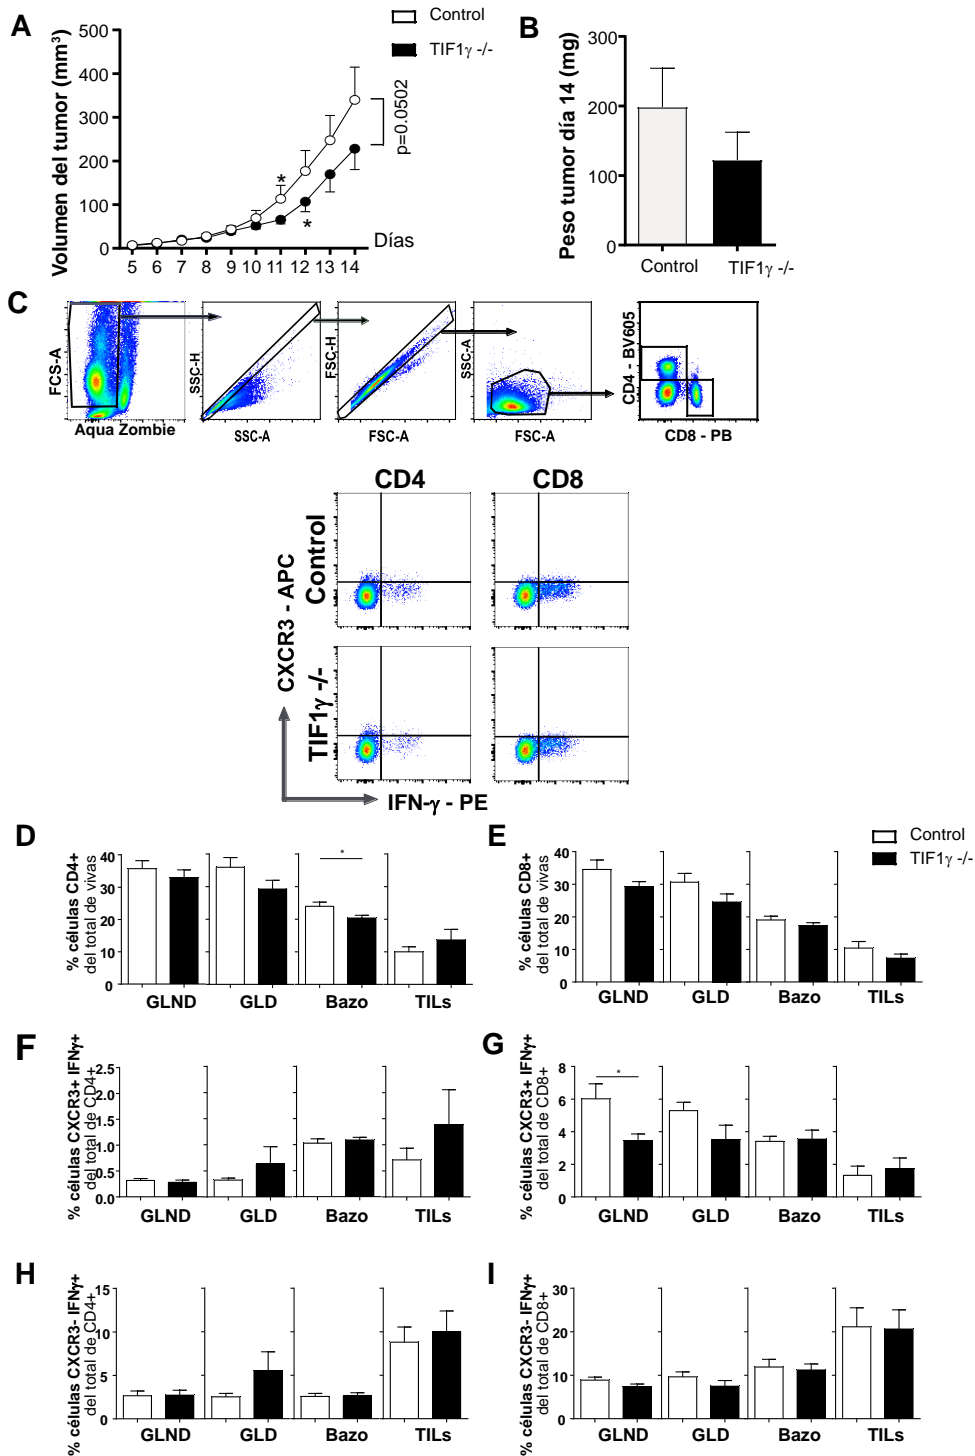 A
Control
TIF1γ -/-
Volumen del tumor (mm³)
500
400
300
200
100
0
*
*
p=0.0502
5 6 7 8 9 10 11 12 13 14
Días
B
Peso tumor día 14 (mg)
300
200
100
0
Control TIF1γ -/-
C
FCS-A
Aqua Zombie
SSC-H
SSC-A
FSC-H
FSC-A
SSC-A
FSC-A
CD4 - BV605
CD8 - PB
CD4 CD8
Control
TIF1γ -/-
CXCR3 - APC
IFN-γ - PE
D
% células CD4+
del total de vivas
40
30
20
10
0
*
GLND GLD Bazo TILs
E
Control
TIF1γ -/-
% células CD8+
del total de vivas
40
30
20
10
0
GLND GLD Bazo TILs
F
% células CXCR3+ IFNγ+
del total de CD4+
2.5
2.0
1.5
1.0
0.5
0.0
GLND GLD Bazo TILs
G
% células CXCR3+ IFNγ+
del total de CD8+
8
6
4
2
0
*
GLND GLD Bazo TILs
H
% células CXCR3- IFNγ+
del total de CD4+
15
10
5
0
GLND GLD Bazo TILs
I
% células CXCR3- IFNγ+
del total de CD8+
30
20
10
0
GLND GLD Bazo TILs